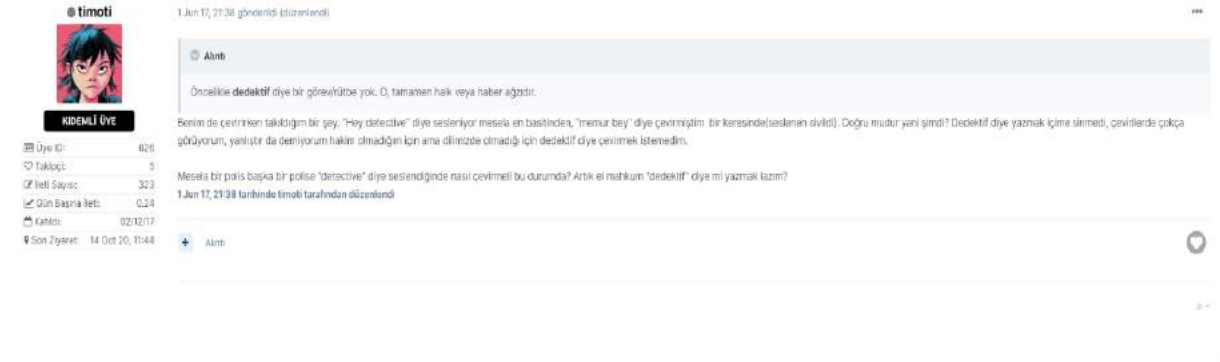 timoti
KIDEMLİ ÜYE
Üye ID: 626
Takipçi: 5
İleti Sayısı: 323
Gün Başına İleti: 0.24
Katıldı: 02/12/17
Son Ziyaret: 14 Oct 20, 11:44
1 Jun 17, 21:38 gönderildi (düzenlendi)
Alıntı
Öncelikle dedektif diye bir görev/rütbe yok. O, tamamen halk veya haber ağzıdır.
Benim de çevirirken takıldığım bir şey. "Hey detective" diye sesleniyor mesela en basitinden, "memur bey" diye çevirmiştim bir keresinde(seslenen sivildi). Doğru mudur yani şimdi? Dedektif diye yazmak içime sinmedi, çevirilerde çokça
görüyorum, yanlıştır da demiyorum hakim olmadığım için ama dilimizde olmadığı için dedektif diye çevirmek istemedim.
Mesela bir polis başka bir polise "detective" diye seslendiğinde nasıl çevirmeli bu durumda? Artık el mahkum "dedektif" diye mi yazmak lazım?
1 Jun 17, 21:38 tarihinde timoti tarafından düzenlendi
+ Alıntı